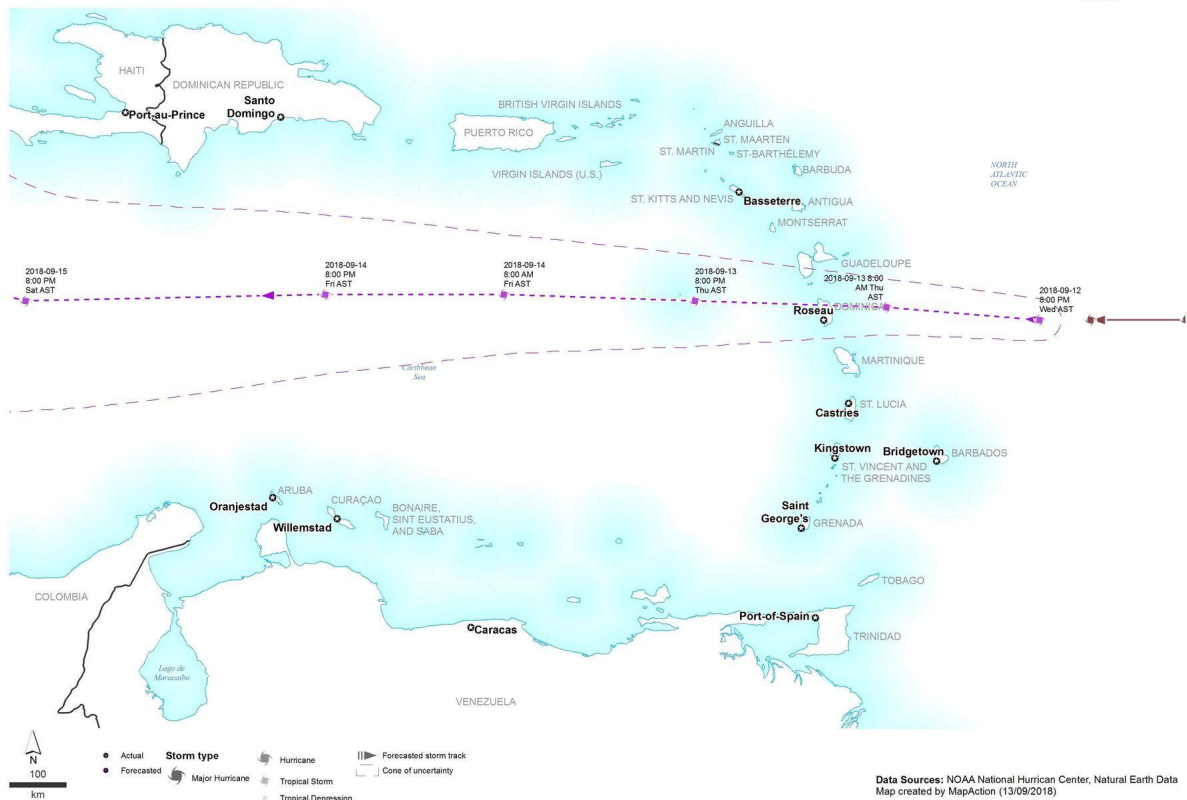 HAITI
DOMINICAN REPUBLIC
Santo
Domingo
Port-au-Prince
PUERTO RICO
BRITISH VIRGIN ISLANDS
VIRGIN ISLANDS (U.S.)
ANGUILLA
ST. MAARTEN
ST. MARTIN
ST-BARTHÉLEMY
BARBUDA
ST. KITTS AND NEVIS
Basseterre
ANTIGUA
MONTSERRAT
NORTH
ATLANTIC
OCEAN
GUADELOUPE
2018-09-15
8:00 PM
Sat AST
2018-09-14
8:00 PM
Fri AST
2018-09-14
8:00 AM
Fri AST
2018-09-13
8:00 PM
Thu AST
2018-09-13 8:00
AM Thu
AST
2018-09-12
8:00 PM
Wed AST
Roseau
DOMINICA
MARTINIQUE
Caribbean
Sea
Castries
ST. LUCIA
Kingstown
ST. VINCENT AND
THE GRENADINES
Bridgetown
BARBADOS
Saint
George's
GRENADA
Oranjestad
ARUBA
CURAÇAO
Willemstad
BONAIRE,
SINT EUSTATIUS,
AND SABA
TOBAGO
Port-of-Spain
TRINIDAD
COLOMBIA
Caracas
Lago de
Maracaibo
VENEZUELA
N
100
km
Actual
Forecasted
Storm type
Major Hurricane
Hurricane
Tropical Storm
Tropical Depression
Forecasted storm track
Cone of uncertainty
Data Sources: NOAA National Hurrican Center, Natural Earth Data
Map created by MapAction (13/09/2018)